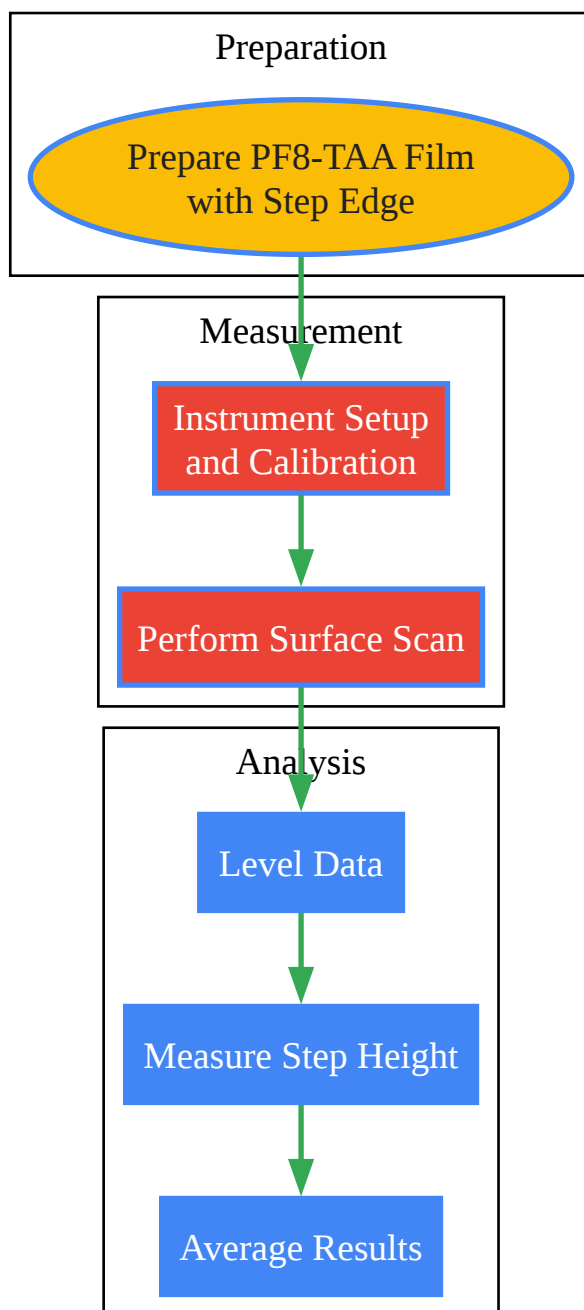 Preparation
Prepare PF8-TAA Film
with Step Edge
Measurement
Instrument Setup
and Calibration
Perform Surface Scan
Analysis
Level Data
Measure Step Height
Average Results